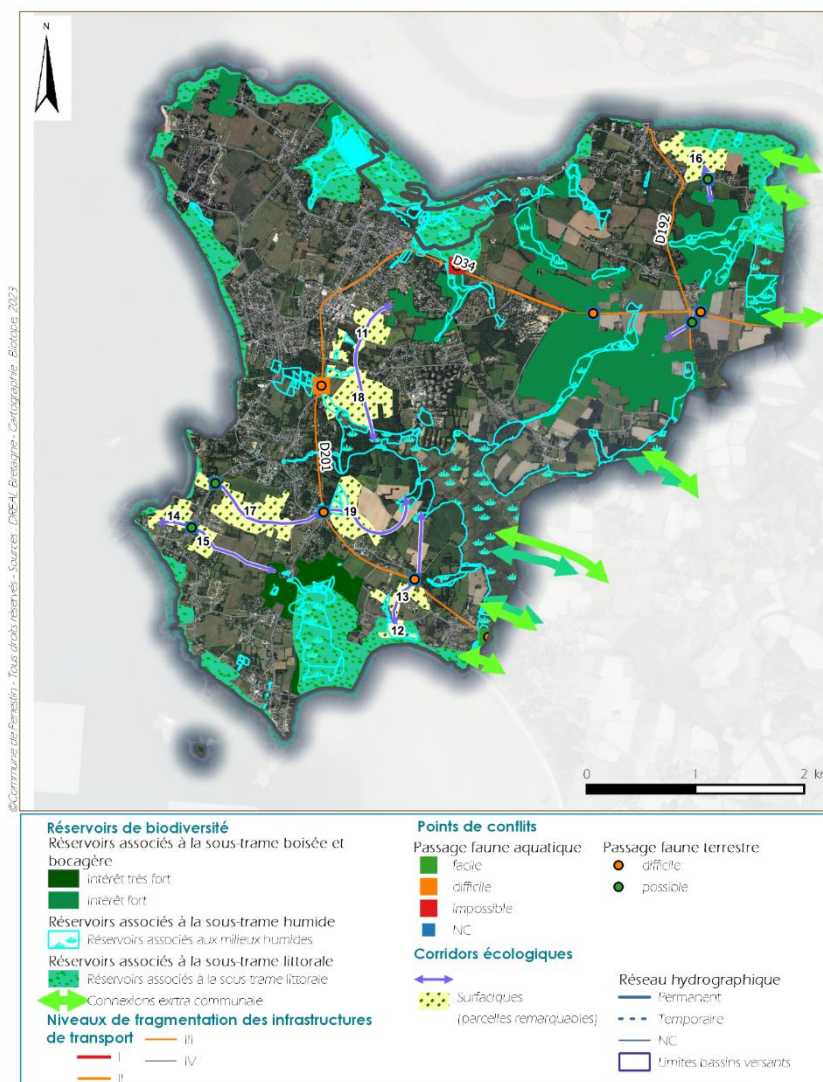 N
16
D192
D34
11
18
D201
14
17
19
15
13
12
0 1 2 km
©Commune de Penestin - Tous droits réservés - Sources : DREAL Bretagne - Cartographie : Biotope, 2023
Réservoirs de biodiversité
Réservoirs associés à la sous-trame boisée et
bocagère
Intérêt très fort
Intérêt fort
Réservoirs associés à la sous-trame humide
Réservoirs associés aux milieux humides
Réservoirs associés à la sous-trame littorale
Réservoirs associés à la sous-trame littorale
Connexions extra communale
Niveaux de fragmentation des infrastructures
de transport
I
II
III
IV
Points de conflits
Passage faune aquatique
facile
difficile
impossible
NC
Passage faune terrestre
difficile
possible
Corridors écologiques
Surfaciques
(parcelles remarquables)
Réseau hydrographique
Permanent
Temporaire
NC
Limites bassins versants